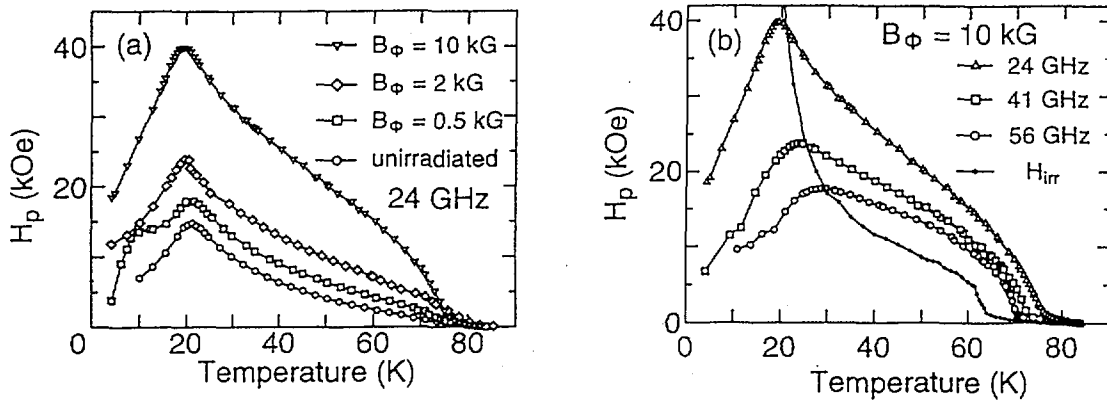 (a)
B_Φ = 10 kG
B_Φ = 2 kG
B_Φ = 0.5 kG
unirradiated
24 GHz
H_p (kOe)
40
20
0
0 20 40 60 80
Temperature (K)
(b)
B_Φ = 10 kG
24 GHz
41 GHz
56 GHz
H_irr
H_p (kOe)
40
20
0
0 20 40 60 80
Temperature (K)